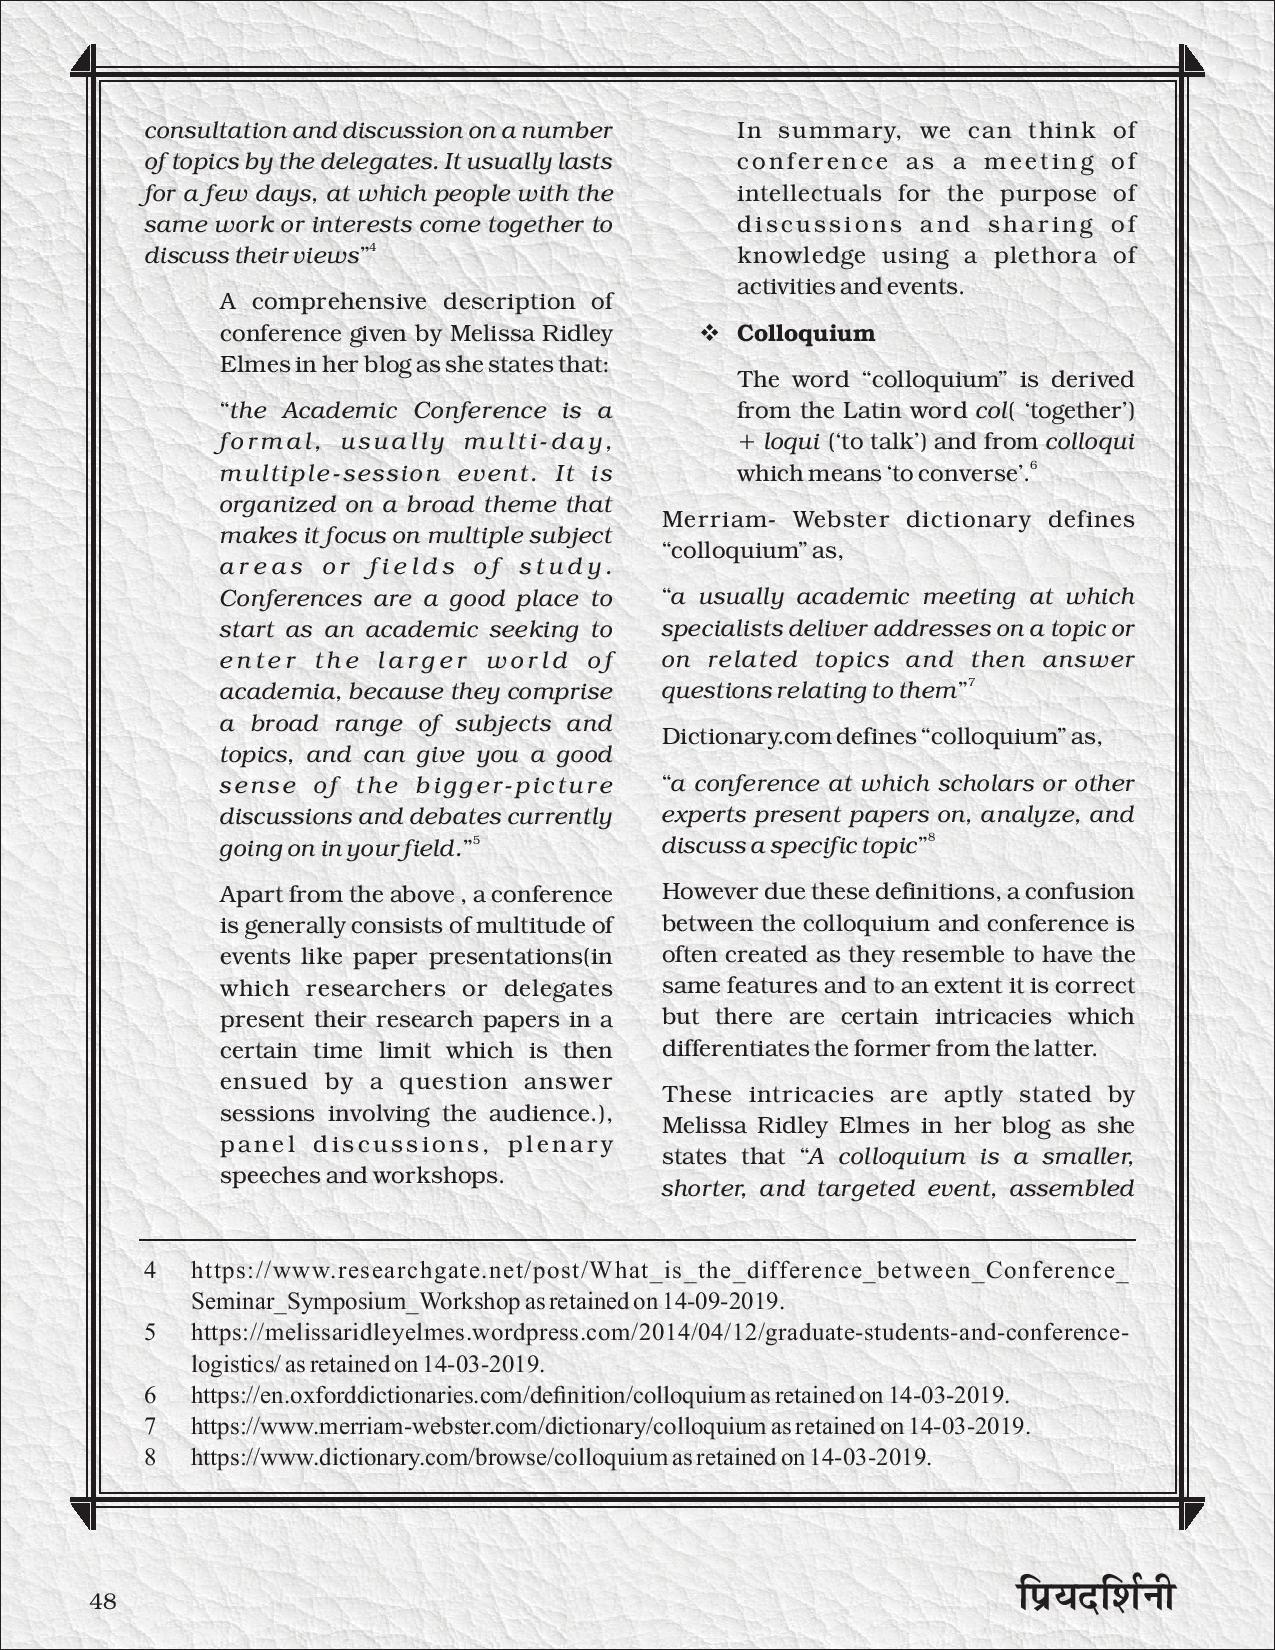 consultation and discussion on a number
of topics by the delegates. It usually lasts
for a few days, at which people with the
same work or interests come together to
discuss their views”4
A comprehensive description of
conference given by Melissa Ridley
Elmes in her blog as she states that:
“the Academic Conference is a
formal, usually multi-day,
multiple-session event. It is
organized on a broad theme that
makes it focus on multiple subject
areas or fields of study.
Conferences are a good place to
start as an academic seeking to
enter the larger world of
academia, because they comprise
a broad range of subjects and
topics, and can give you a good
sense of the bigger-picture
discussions and debates currently
going on in your field.”5
Apart from the above , a conference
is generally consists of multitude of
events like paper presentations(in
which researchers or delegates
present their research papers in a
certain time limit which is then
ensued by a question answer
sessions involving the audience.),
panel discussions, plenary
speeches and workshops.
In summary, we can think of
conference as a meeting of
intellectuals for the purpose of
discussions and sharing of
knowledge using a plethora of
activities and events.
❖ Colloquium
The word “colloquium” is derived
from the Latin word col( ‘together’)
+ loqui (‘to talk’) and from colloqui
which means ‘to converse’. 6
Merriam- Webster dictionary defines
“colloquium” as,
“a usually academic meeting at which
specialists deliver addresses on a topic or
on related topics and then answer
questions relating to them”7
Dictionary.com defines “colloquium” as,
“a conference at which scholars or other
experts present papers on, analyze, and
discuss a specific topic”8
However due these definitions, a confusion
between the colloquium and conference is
often created as they resemble to have the
same features and to an extent it is correct
but there are certain intricacies which
differentiates the former from the latter.
These intricacies are aptly stated by
Melissa Ridley Elmes in her blog as she
states that “A colloquium is a smaller,
shorter, and targeted event, assembled
4 https://www.researchgate.net/post/What_is_the_difference_between_Conference_
Seminar_Symposium_Workshop as retained on 14-09-2019.
5 https://melissaridleyelmes.wordpress.com/2014/04/12/graduate-students-and-conference-
logistics/ as retained on 14-03-2019.
6 https://en.oxforddictionaries.com/definition/colloquium as retained on 14-03-2019.
7 https://www.merriam-webster.com/dictionary/colloquium as retained on 14-03-2019.
8 https://www.dictionary.com/browse/colloquium as retained on 14-03-2019.
48
प्रियदर्शिनी